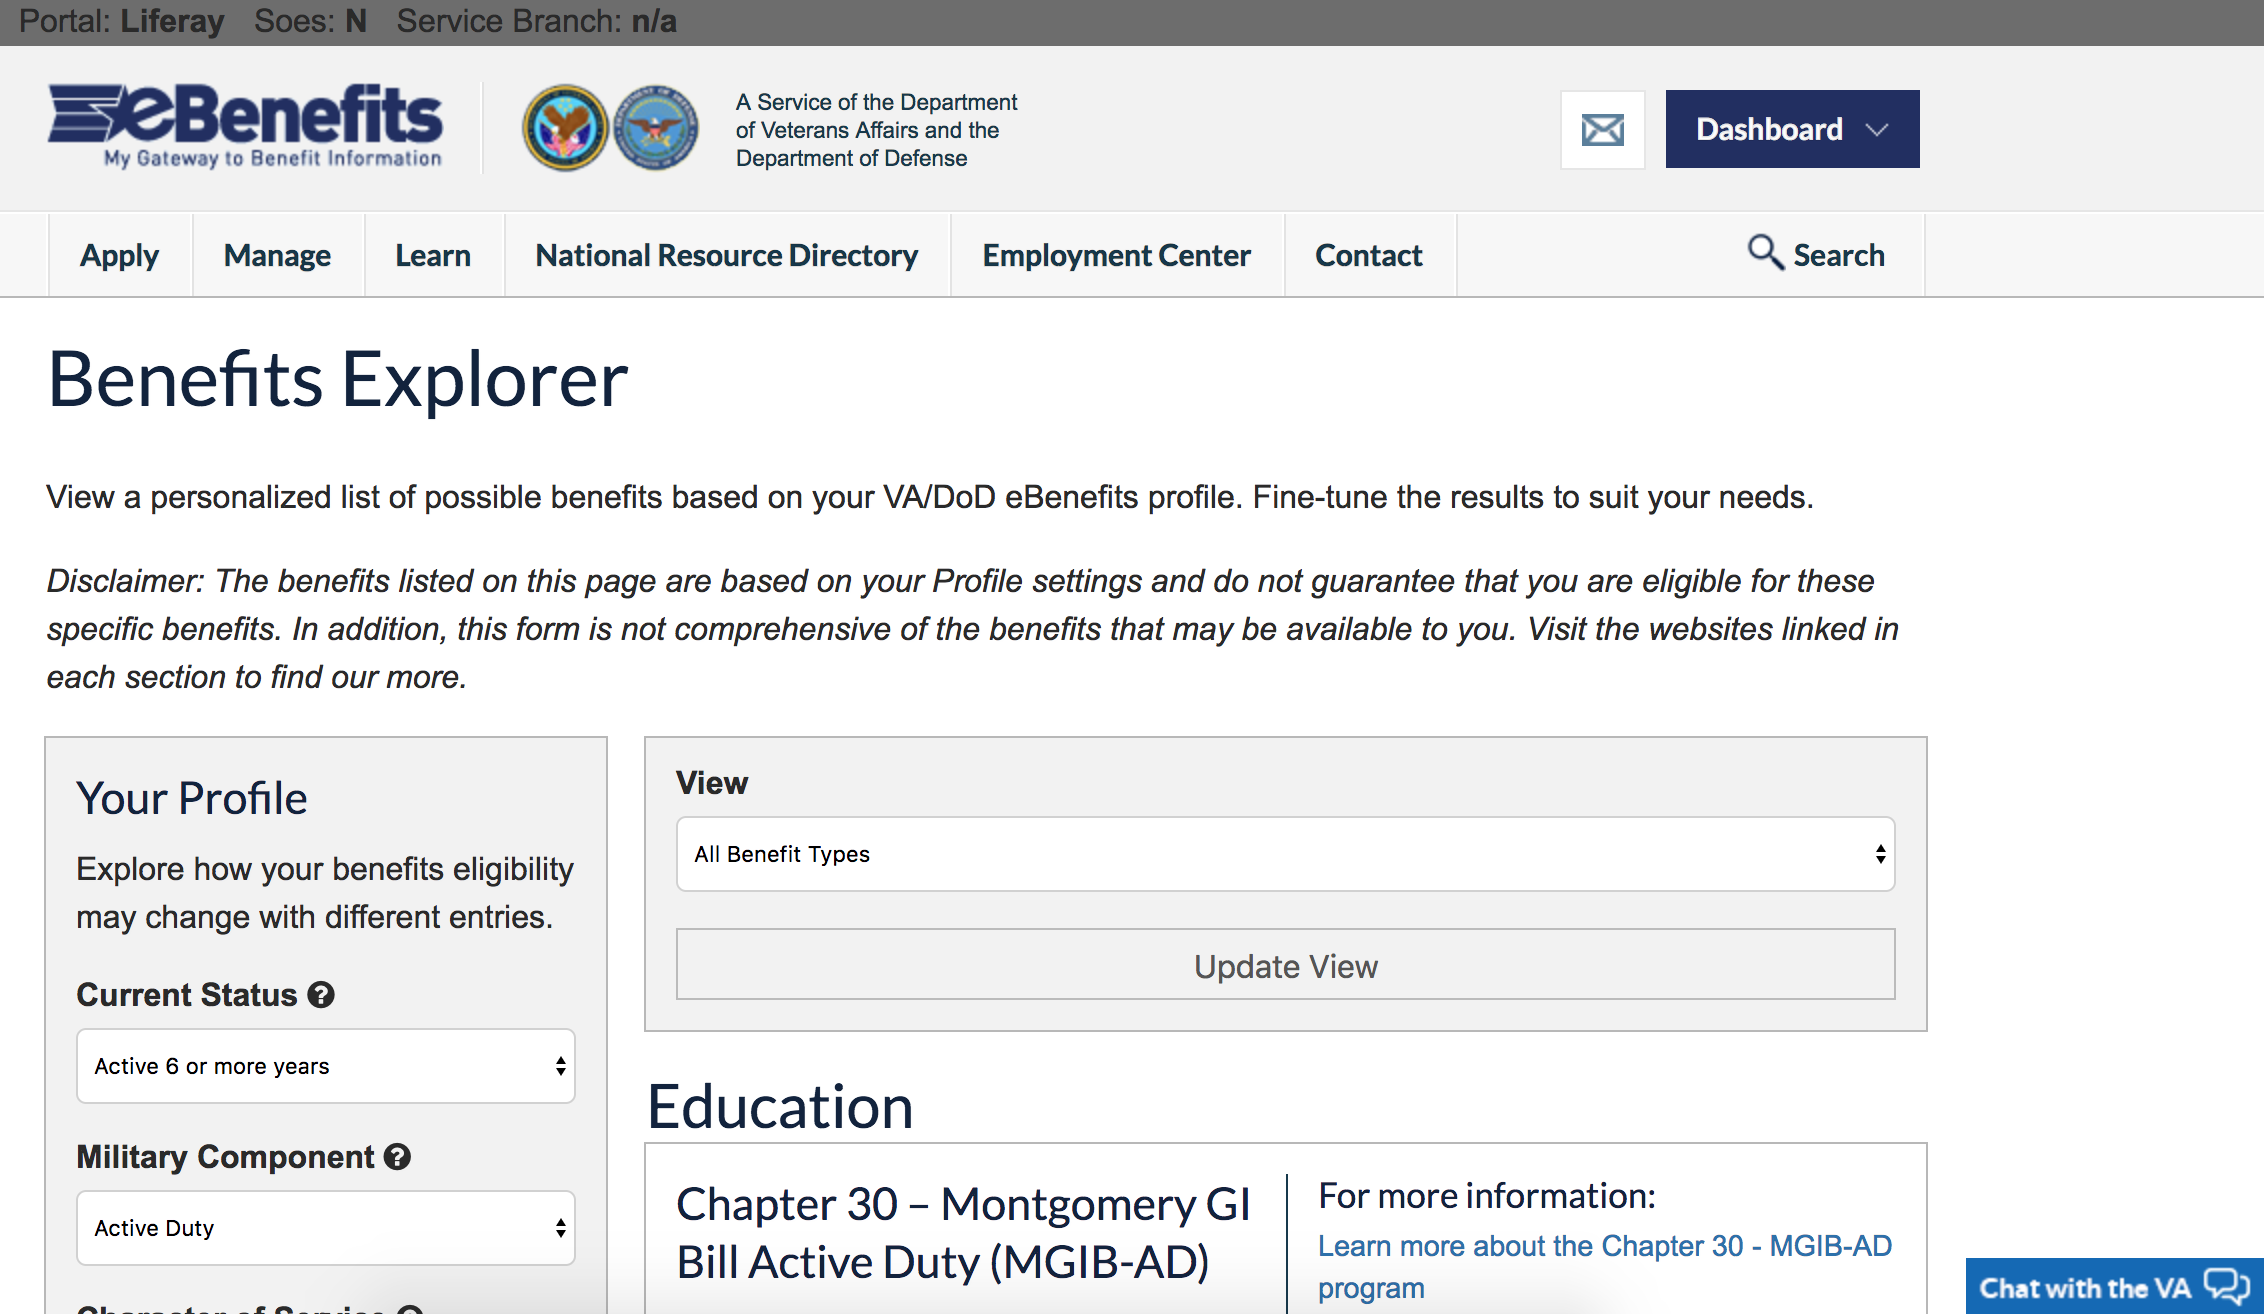 Portal: Liferay Soes: N Service Branch: n/a
eBenefits
My Gateway to Benefit Information
A Service of the Department
of Veterans Affairs and the
Department of Defense
Dashboard
Apply
Manage
Learn
National Resource Directory
Employment Center
Contact
Search
Benefits Explorer
View a personalized list of possible benefits based on your VA/DoD eBenefits profile. Fine-tune the results to suit your needs.
Disclaimer: The benefits listed on this page are based on your Profile settings and do not guarantee that you are eligible for these
specific benefits. In addition, this form is not comprehensive of the benefits that may be available to you. Visit the websites linked in
each section to find our more.
Your Profile
Explore how your benefits eligibility
may change with different entries.
Current Status
Active 6 or more years
Military Component
Active Duty
Character of Service
View
All Benefit Types
Update View
Education
Chapter 30 – Montgomery GI
Bill Active Duty (MGIB-AD)
For more information:
Learn more about the Chapter 30 - MGIB-AD
program
Chat with the VA